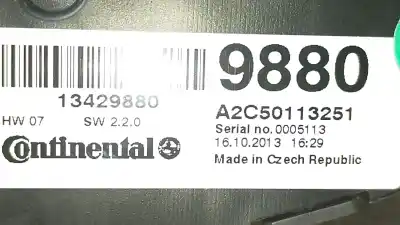 9880
13429880
A2C50113251
HW 07 SW 2.2.0
Serial no.0005113
16.10.2013 16:29
Continental
Made in Czech Republic